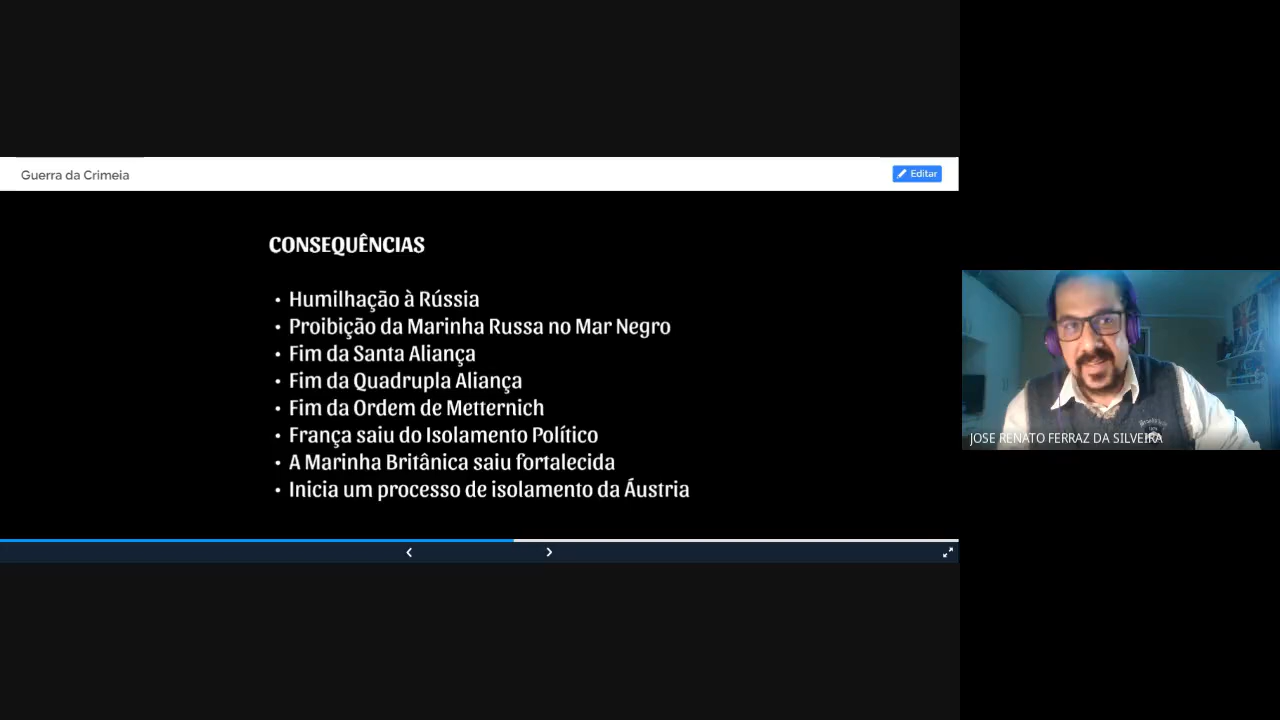 Guerra da Crimeia
Editar
CONSEQUÊNCIAS
• Humilhação à Rússia
• Proibição da Marinha Russa no Mar Negro
• Fim da Santa Aliança
• Fim da Quadrupla Aliança
• Fim da Ordem de Metternich
• França saiu do Isolamento Político
• A Marinha Britânica saiu fortalecida
• Inicia um processo de isolamento da Áustria
JOSE RENATO FERRAZ DA SILVEIRA